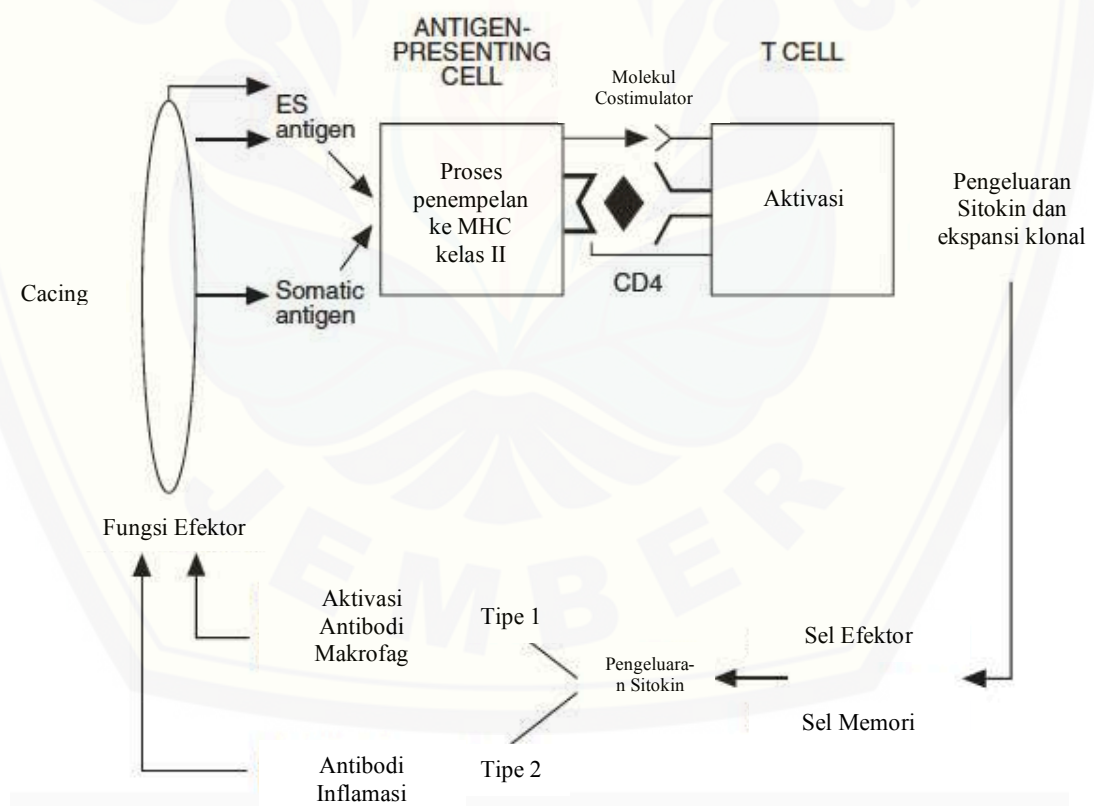 ANTIGEN-
PRESENTING
CELL
T CELL
Molekul
Costimulator
ES
antigen
Proses
penempelan
ke MHC
kelas II
Aktivasi
Pengeluaran
Sitokin dan
ekspansi klonal
Cacing
Somatic
antigen
CD4
Fungsi Efektor
Aktivasi
Antibodi
Makrofag
Tipe 1
Pengeluara-
n Sitokin
Sel Efektor
Sel Memori
Antibodi
Inflamasi
Tipe 2
JEMBER